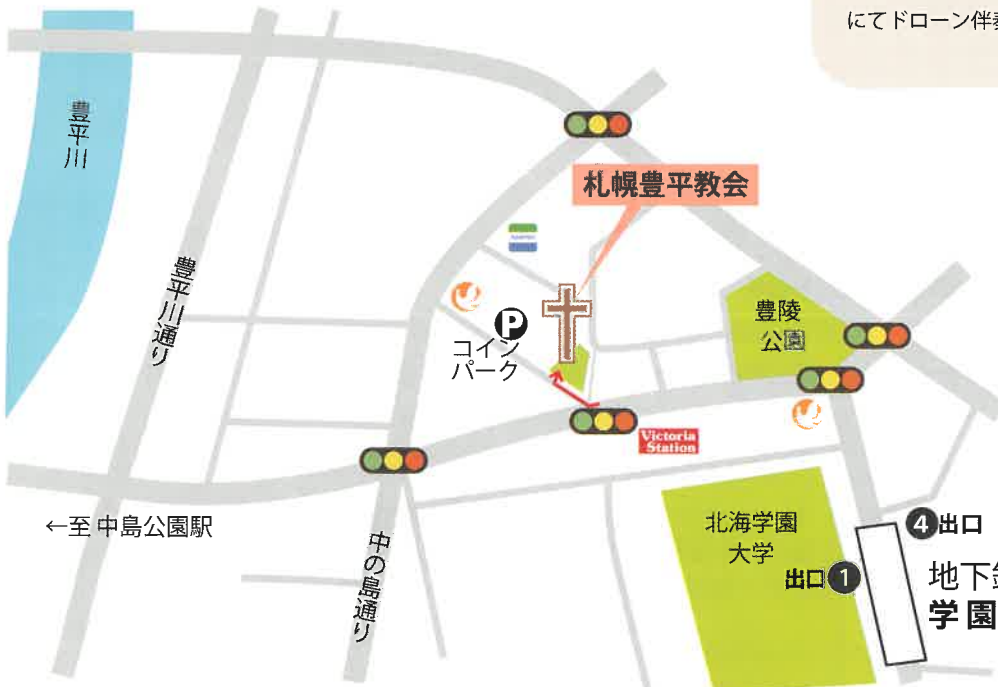 にてドローン伴奏
豊平川
札幌豊平教会
豊平川通り
豊陵
公園
P
コイン
パーク
Victoria
Station
←至 中島公園駅
中の島通り
北海学園
大学
4 出口
出口 1
地下鉄
学園